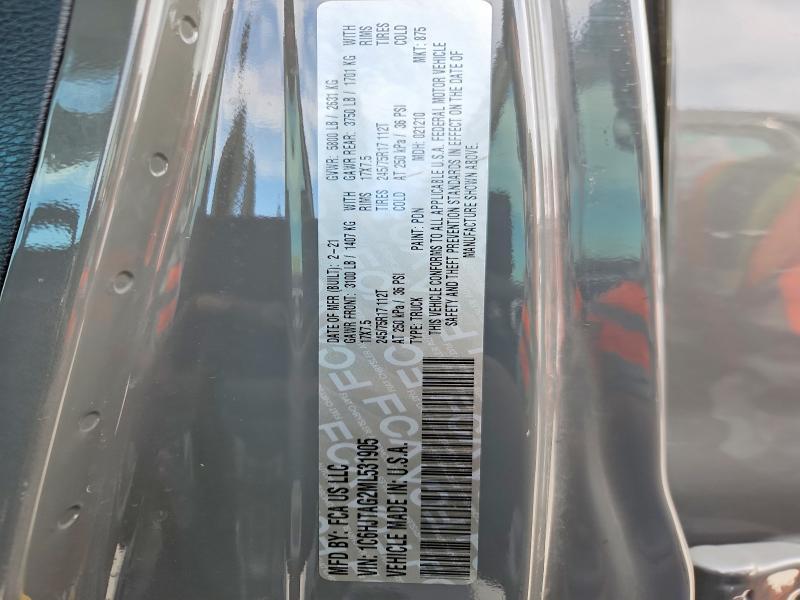 MFD BY: FCA US LLC
DATE OF MFR (BUILT): 2-21
GVWR: 5800 LB / 2631 KG
GAWR FRONT: 3100 LB / 1407 KG WITH
GAWR REAR: 3750 LB / 1701 KG WITH
17X7.5 RIMS
17X7.5 RIMS
245/75R17 112T TIRES
245/75R17 112T TIRES
AT 250 kPa / 36 PSI COLD
AT 250 kPa / 36 PSI COLD
VIN: 1C6HJTAG2ML531905
TYPE: TRUCK
PAINT: PDN
MDH: 021210
MKT: 875
VEHICLE MADE IN: U.S.A.
THIS VEHICLE CONFORMS TO ALL APPLICABLE U.S.A. FEDERAL MOTOR VEHICLE
SAFETY AND THEFT PREVENTION STANDARDS IN EFFECT ON THE DATE OF
MANUFACTURE SHOWN ABOVE.